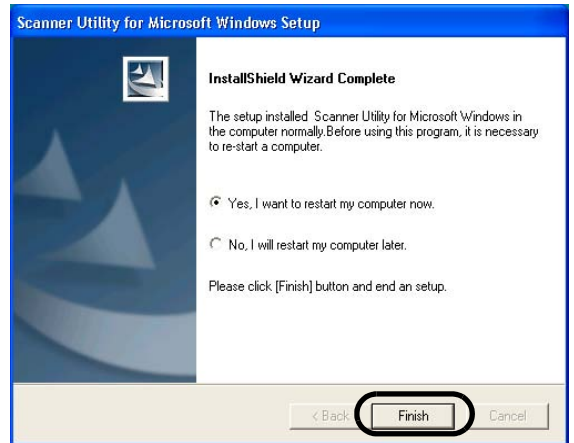 Scanner Utility for Microsoft Windows Setup
InstallShield Wizard Complete
The setup installed Scanner Utility for Microsoft Windows in
the computer normally.Before using this program, it is necessary
to re-start a computer.
Yes, I want to restart my computer now.
No, I will restart my computer later.
Please click [Finish] button and end an setup.
< Back Finish Cancel